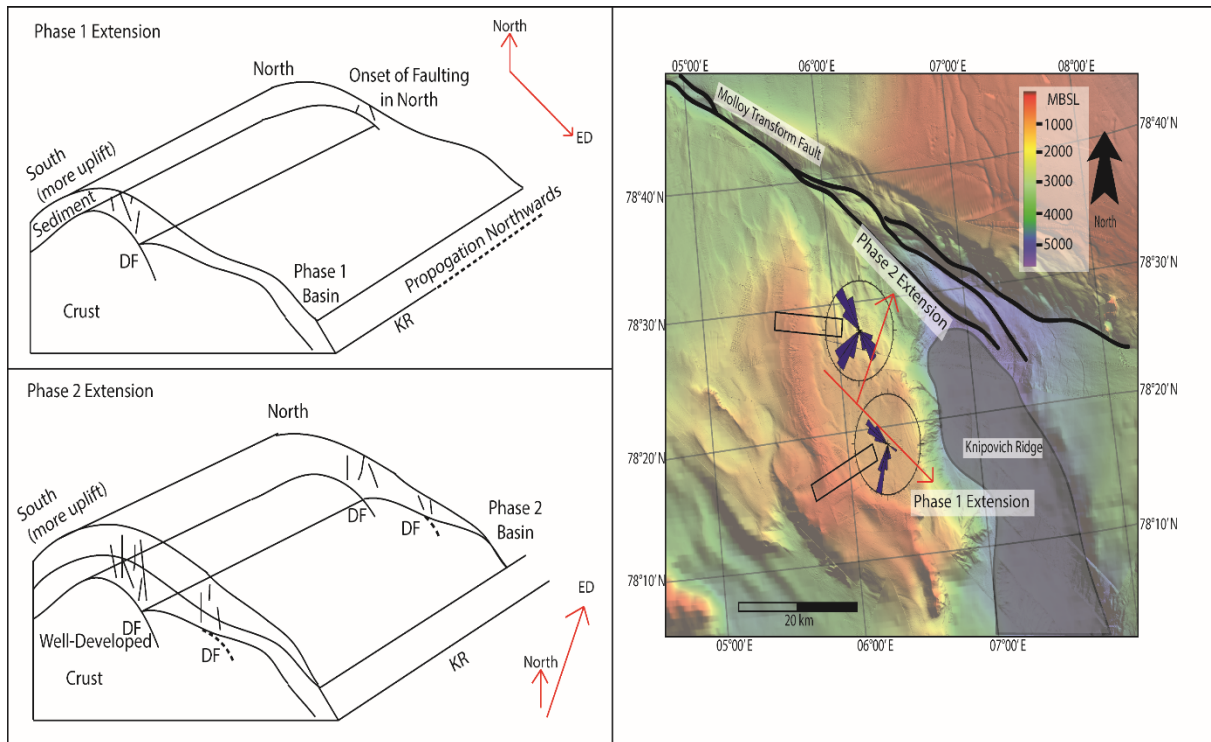 Phase 1 Extension
North
Onset of Faulting
in North
North
ED
South
(more uplift)
Sediment
DF
Crust
Phase 1
Basin
KR
Propogation Northwards
Phase 2 Extension
North
South
(more uplift)
DF
DF
Phase 2
Basin
DF
Well-Developed
DF
Crust
KR
ED
North
05°00'E
06°00'E
07°00'E
08°00'E
Molloy Transform Fault
MBSL
1000
2000
3000
4000
5000
North
78°40'N
78°40'N
78°30'N
78°30'N
78°20'N
78°20'N
78°10'N
78°10'N
Phase 2 Extension
Knipovich Ridge
Phase 1 Extension
20 km
05°00'E
06°00'E
07°00'E